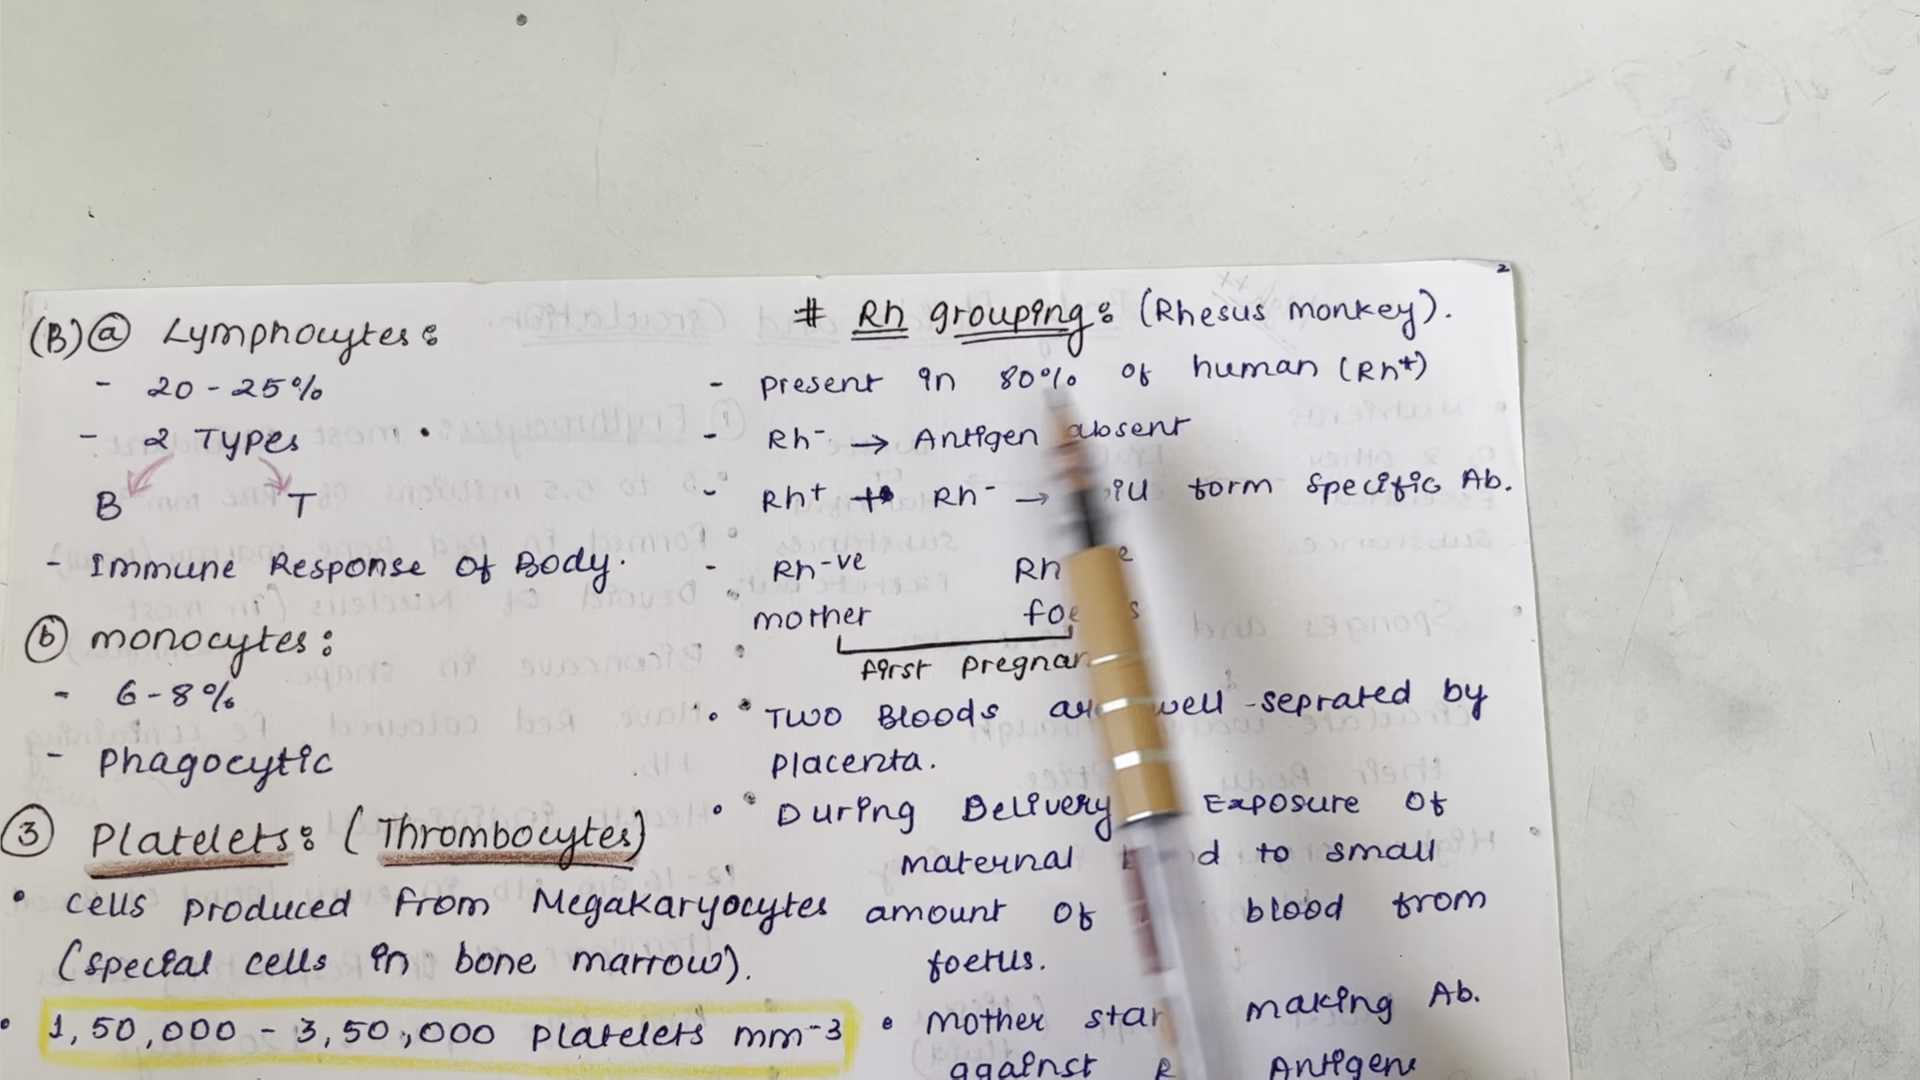 (B) ⓐ Lymphocytes:
- 20-25%
- 2 Types
B T
- Immune Response of Body.
ⓑ monocytes:
- 6-8%
- Phagocytic
③ Platelets: (Thrombocytes)
• cells produced from Megakaryocytes
(special cells in bone marrow).
• 1,50,000 - 3,50,000 platelets mm-3
2
# Rh grouping: (Rhesus monkey).
- present in 80% of human (Rh+)
- Rh- → Antigen absent
- Rh+ + Rh- → form specific Ab.
- Rh-ve Rh
mother
first
• Two Bloods well seprated by
placenta.
• During Delivery Exposure of
maternal to small
amount of blood from
foetus.
• mother making Ab.
against Antigene